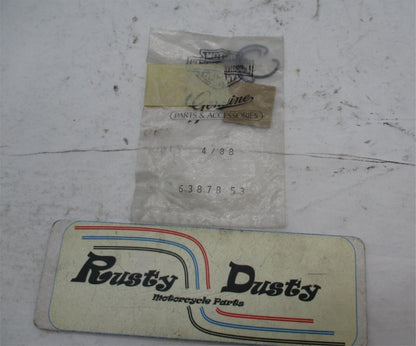 Genuine
PARTS & ACCESSORIES
4/88
63878 53
Rusty Dusty
Motorcycle Parts